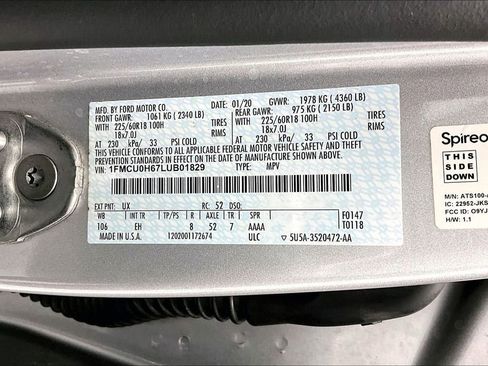 MFD. BY FORD MOTOR CO.
DATE: 01/20 GVWR: 1978 KG ( 4360 LB)
FRONT GAWR: 1061 KG ( 2340 LB) REAR GAWR: 975 KG ( 2150 LB)
WITH 225/60R18 100H TIRES WITH 225/60R18 100H TIRES
18x7.0J RIMS 18x7.0J RIMS
AT 230 kPa/ 33 PSI COLD AT 230 kPa/ 33 PSI COLD
THIS VEHICLE CONFORMS TO ALL APPLICABLE FEDERAL MOTOR VEHICLE SAFETY AND THEFT PREVENTION
STANDARDS IN EFFECT ON THE DATE OF MANUFACTURE SHOWN ABOVE.
VIN: 1FMCU0H67LUB01829 TYPE: MPV
EXT PNT: UX RC: 52 DSO:
WB INT TR TP/PS R AXLE TR SPR F0147
106 EH 8 52 7 AAAA T0118
MADE IN U.S.A. 1202001172674 ULC 5U5A-3520472-AA
Spireo
THIS
SIDE
DOWN
M/N: ATS100-
IC: 22952-JKS
FCC ID: O9YJ
H/W: 1.1